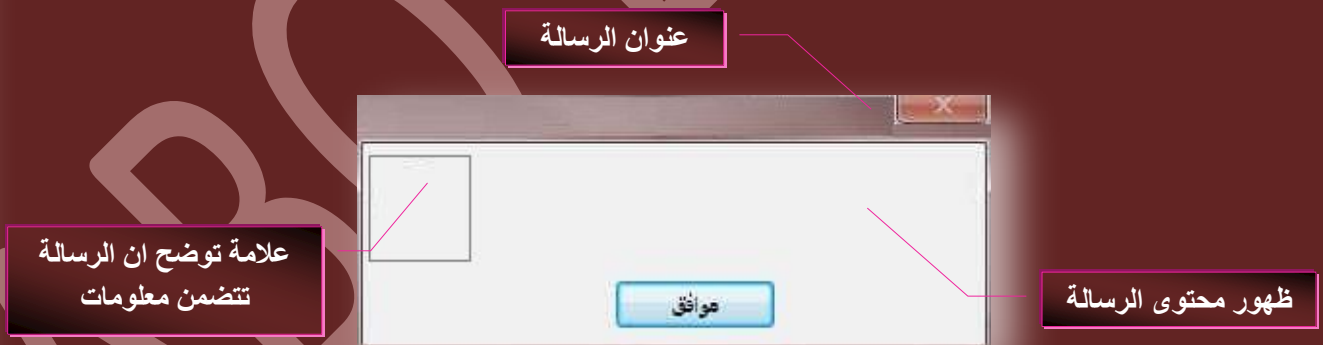 عنوان الرسالة
علامة توضح ان الرسالة
تتضمن معلومات
موافق
ظهور محتوى الرسالة